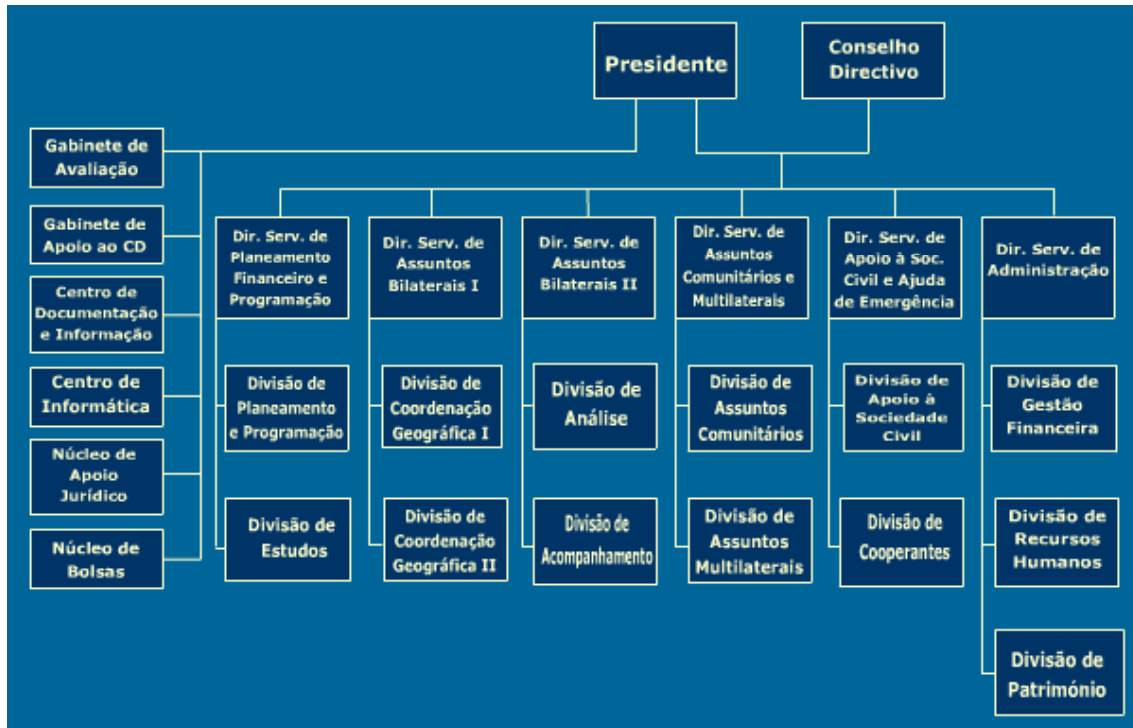 Presidente
Conselho
Directivo
Gabinete de
Avaliação
Gabinete de
Apoio ao CD
Centro de
Documentação
e Informação
Centro de
Informática
Núcleo de
Apoio
Jurídico
Núcleo de
Bolsas
Dir. Serv. de
Planeamento
Financeiro e
Programação
Divisão de
Planeamento
e Programação
Divisão de
Estudos
Dir. Serv. de
Assuntos
Bilaterais I
Divisão de
Coordenação
Geográfica I
Divisão de
Coordenação
Geográfica II
Dir. Serv. de
Assuntos
Bilaterais II
Divisão de
Análise
Divisão de
Acompanhamento
Dir. Serv. de
Assuntos
Comunitários e
Multilaterais
Divisão de
Assuntos
Comunitários
Divisão de
Assuntos
Multilaterais
Dir. Serv. de
Apoio à Soc.
Civil e Ajuda
de Emergência
Divisão de
Apoio à
Sociedade
Civil
Divisão de
Cooperantes
Dir. Serv. de
Administração
Divisão de
Gestão
Financeira
Divisão de
Recursos
Humanos
Divisão de
Património